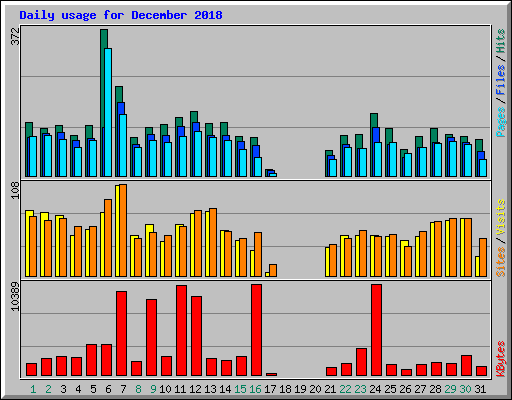 Daily usage for December 2018
372
Pages / Files / Hits
108
Sites / Visits
10389
KBytes
1 2 3 4 5 6 7 8 9 10 11 12 13 14 15 16 17 18 19 20 21 22 23 24 25 26 27 28 29 30 31